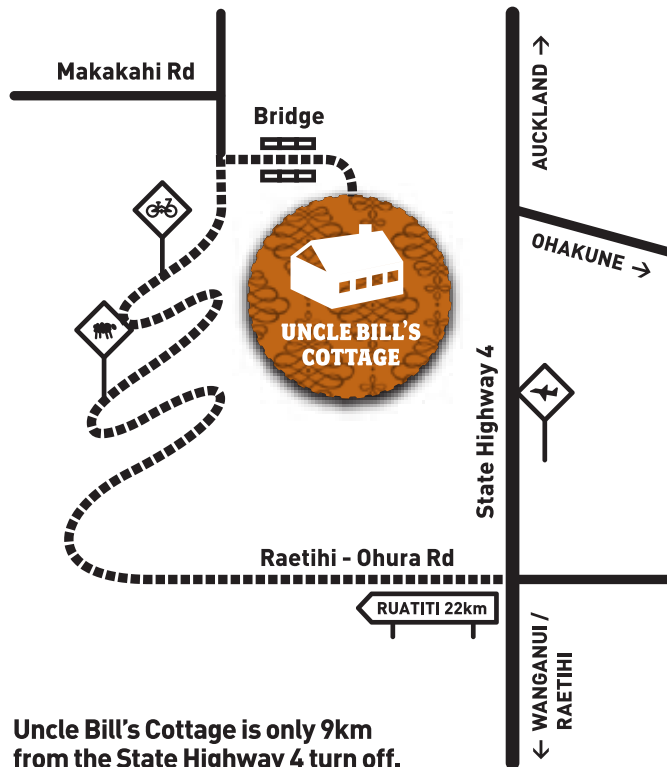 Makakahi Rd
Bridge
AUCKLAND →
OHAKUNE →
UNCLE BILL'S
COTTAGE
State Highway 4
Raetihi - Ohura Rd
RUATITI 22km
← WANGANUI /
RAETIHI
Uncle Bill's Cottage is only 9km
from the State Highway 4 turn off.